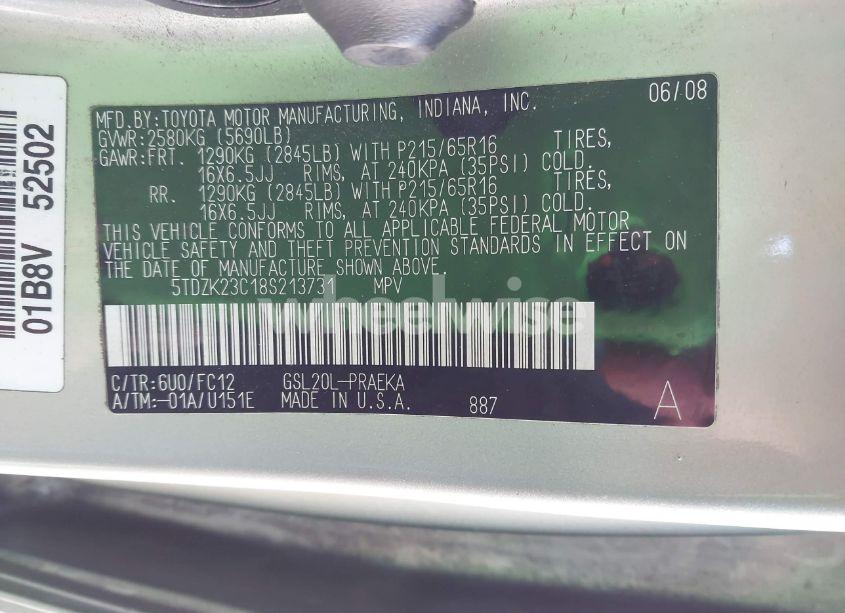 MFD.BY:TOYOTA MOTOR MANUFACTURING, INDIANA, INC. 06/08
GVWR:2580KG (5690LB)
GAWR:FRT. 1290KG (2845LB) WITH P215/65R16 TIRES,
16X6.5JJ RIMS, AT 240KPA (35PSI) COLD.
RR. 1290KG (2845LB) WITH P215/65R16 TIRES,
16X6.5JJ RIMS, AT 240KPA (35PSI) COLD.
THIS VEHICLE CONFORMS TO ALL APPLICABLE FEDERAL MOTOR
VEHICLE SAFETY AND THEFT PREVENTION STANDARDS IN EFFECT ON
THE DATE OF MANUFACTURE SHOWN ABOVE.
5TDZK23C18S213731 MPV
wheelwise
C/TR:6U0/FC12 GSL20L-PRAEKA
A/TM:-01A/U151E MADE IN U.S.A. 887 A
01B8V 52502